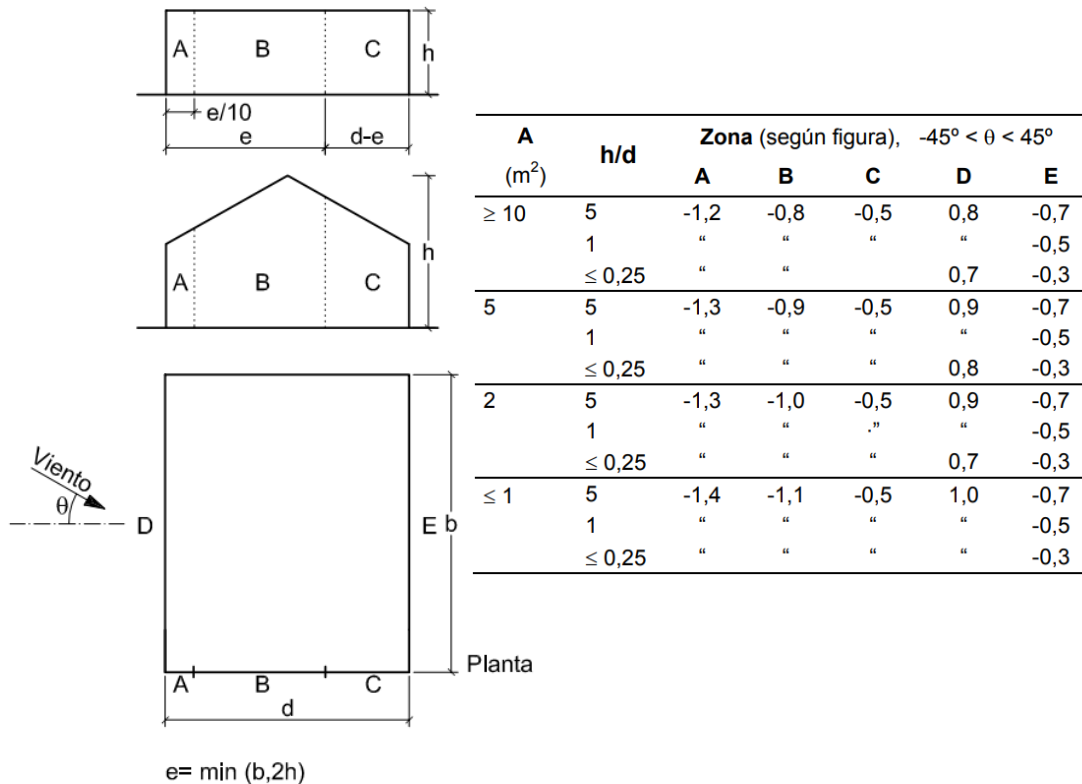 A B C h
e/10
e d-e
A B C h
Viento
θ
D E b
Planta
A B C
d
e= min (b,2h)
A h/d Zona (según figura), -45º < θ < 45º
(m²) A B C D E
≥ 10 5 -1,2 -0,8 -0,5 0,8 -0,7
1 “ “ “ “ -0,5
≤ 0,25 “ “ 0,7 -0,3
5 5 -1,3 -0,9 -0,5 0,9 -0,7
1 “ “ “ “ -0,5
≤ 0,25 “ “ “ 0,8 -0,3
2 5 -1,3 -1,0 -0,5 0,9 -0,7
1 “ “ ·” “ -0,5
≤ 0,25 “ “ “ 0,7 -0,3
≤ 1 5 -1,4 -1,1 -0,5 1,0 -0,7
1 “ “ “ “ -0,5
≤ 0,25 “ “ “ “ -0,3